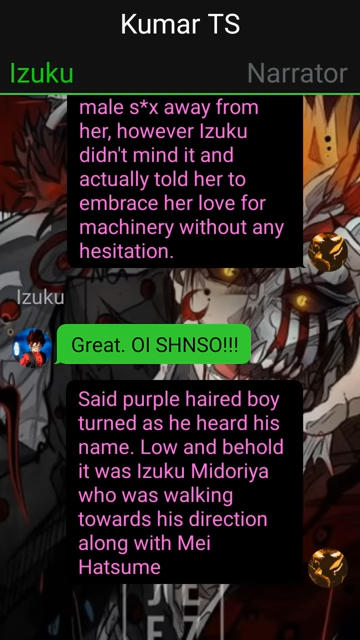 Kumar TS
Izuku
Narrator
male s*x away from
her, however Izuku
didn't mind it and
actually told her to
embrace her love for
machinery without any
hesitation.
Izuku
Great. OI SHNSO!!!
Said purple haired boy
turned as he heard his
name. Low and behold
it was Izuku Midoriya
who was walking
towards his direction
along with Mei
Hatsume